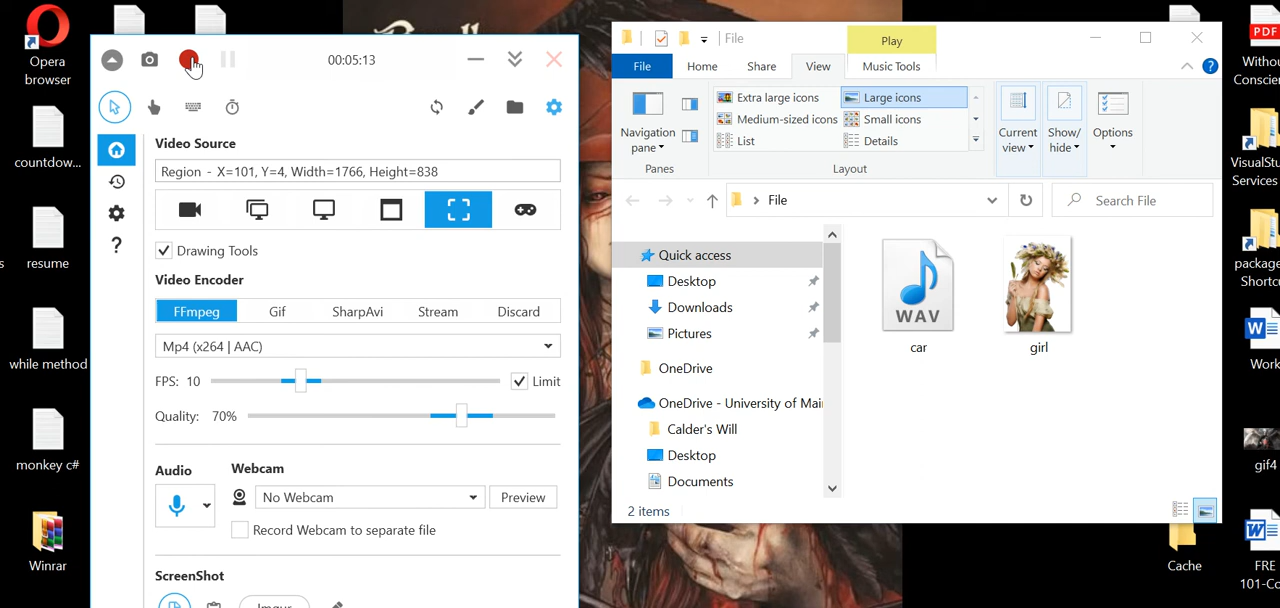 Opera
browser
countdow...
resume
while method
monkey c#
Winrar
00:05:13
Video Source
Region - X=101, Y=4, Width=1766, Height=838
Drawing Tools
Video Encoder
FFmpeg Gif SharpAvi Stream Discard
Mp4 (x264 | AAC)
FPS: 10 Limit
Quality: 70%
Audio Webcam
No Webcam Preview
Record Webcam to separate file
ScreenShot
Imgur
File Play
File Home Share View Music Tools
Navigation
pane
Extra large icons Large icons
Medium-sized icons Small icons
List Details
Current
view
Show/
hide
Options
Panes Layout
File Search File
Quick access
Desktop
Downloads
Pictures
OneDrive
OneDrive - University of Mai
Calder's Will
Desktop
Documents
WAV
car girl
2 items
PDF
Withou
Conscien
VisualStu
Services
package
Shortcu
Work
gif4
Cache
FRE
101-Co